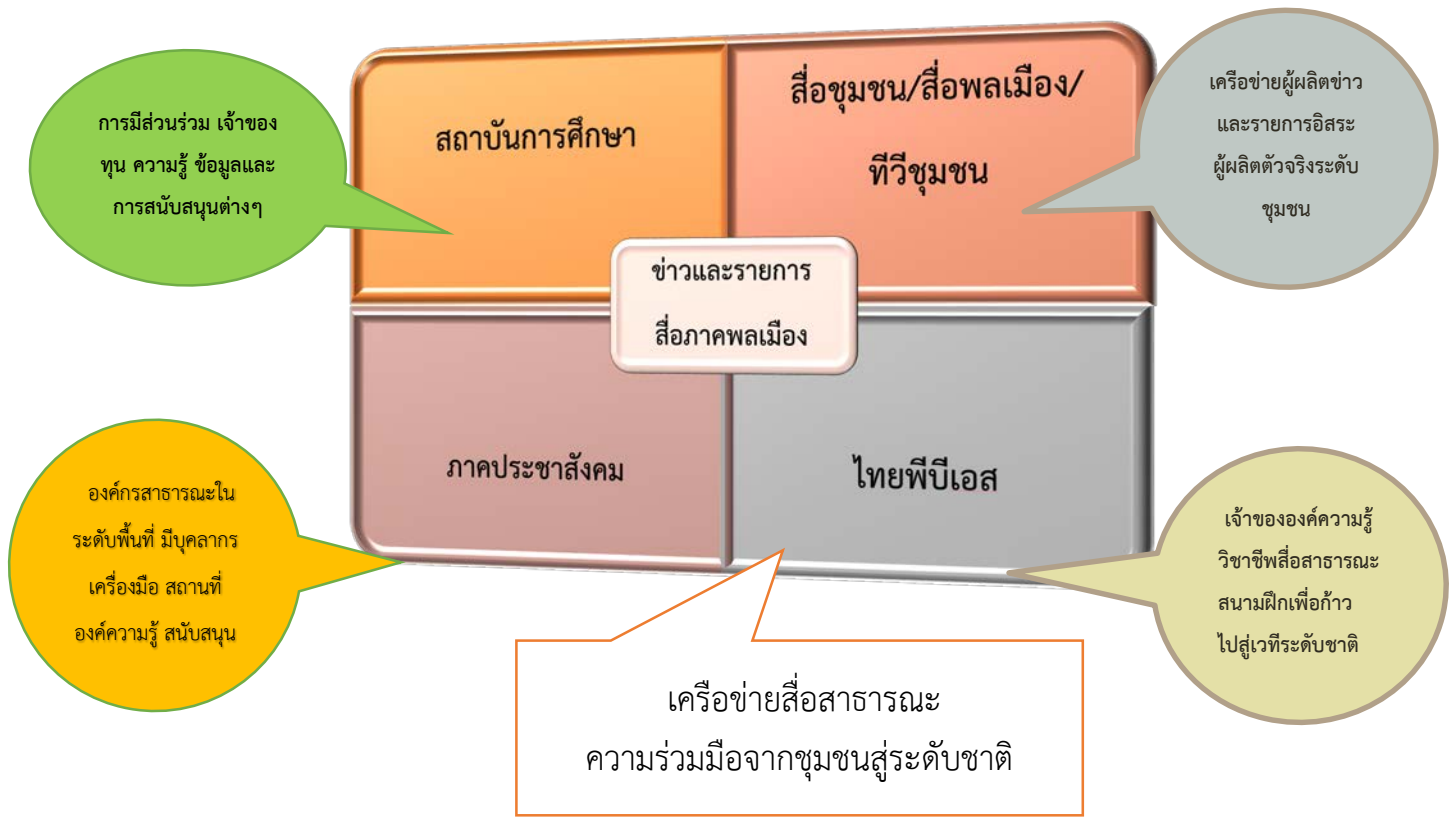 การมีส่วนร่วม เจ้าของ
ทุน ความรู้ ข้อมูลและ
การสนับสนุนต่างๆ
สถาบันการศึกษา
สื่อชุมชน/สื่อพลเมือง/
ทีวีชุมชน
เครือข่ายผู้ผลิตข่าว
และรายการอิสระ
ผู้ผลิตตัวจริงระดับ
ชุมชน
ข่าวและรายการ
สื่อภาคพลเมือง
ภาคประชาสังคม
ไทยพีบีเอส
องค์กรสาธารณะใน
ระดับพื้นที่ มีบุคลากร
เครื่องมือ สถานที่
องค์ความรู้ สนับสนุน
เจ้าขององค์ความรู้
วิชาชีพสื่อสาธารณะ
สนามฝึกเพื่อก้าว
ไปสู่เวทีระดับชาติ
เครือข่ายสื่อสาธารณะ
ความร่วมมือจากชุมชนสู่ระดับชาติ